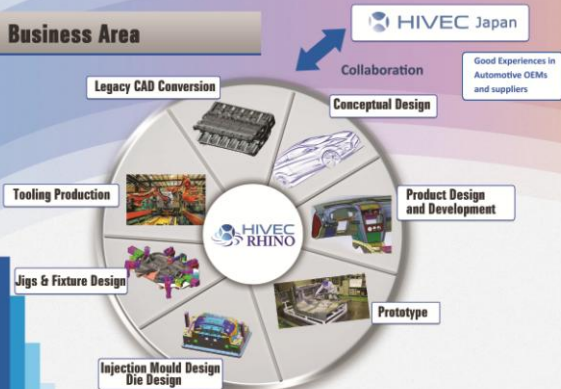 Business Area
HIVEC Japan
Collaboration
Good Experiences in
Automotive OEMs
and suppliers
Legacy CAD Conversion
Conceptual Design
Tooling Production
Product Design
and Development
HIVEC
RHINO
Jigs & Fixture Design
Prototype
Injection Mould Design
Die Design